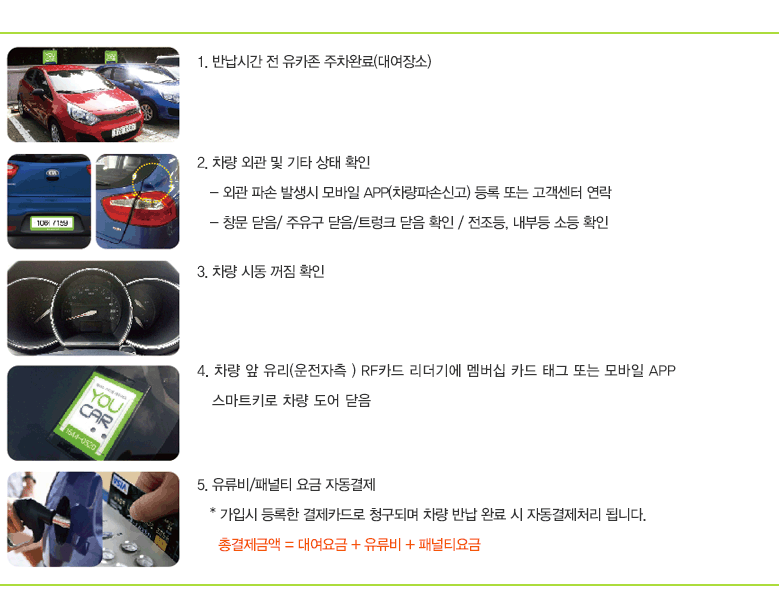 1. 반납시간 전 유카존 주차완료(대여장소)
2. 차량 외관 및 기타 상태 확인
- 외관 파손 발생시 모바일 APP(차량파손신고) 등록 또는 고객센터 연락
- 창문 닫음/ 주유구 닫음/트렁크 닫음 확인 / 전조등, 내부등 소등 확인
3. 차량 시동 꺼짐 확인
4. 차량 앞 유리(운전자측 ) RF카드 리더기에 멤버십 카드 태그 또는 모바일 APP
스마트키로 차량 도어 닫음
YOU
CAR
1644-0120
5. 유류비/패널티 요금 자동결제
* 가입시 등록한 결제카드로 청구되며 차량 반납 완료 시 자동결제처리 됩니다.
총결제금액 = 대여요금 + 유류비 + 패널티요금